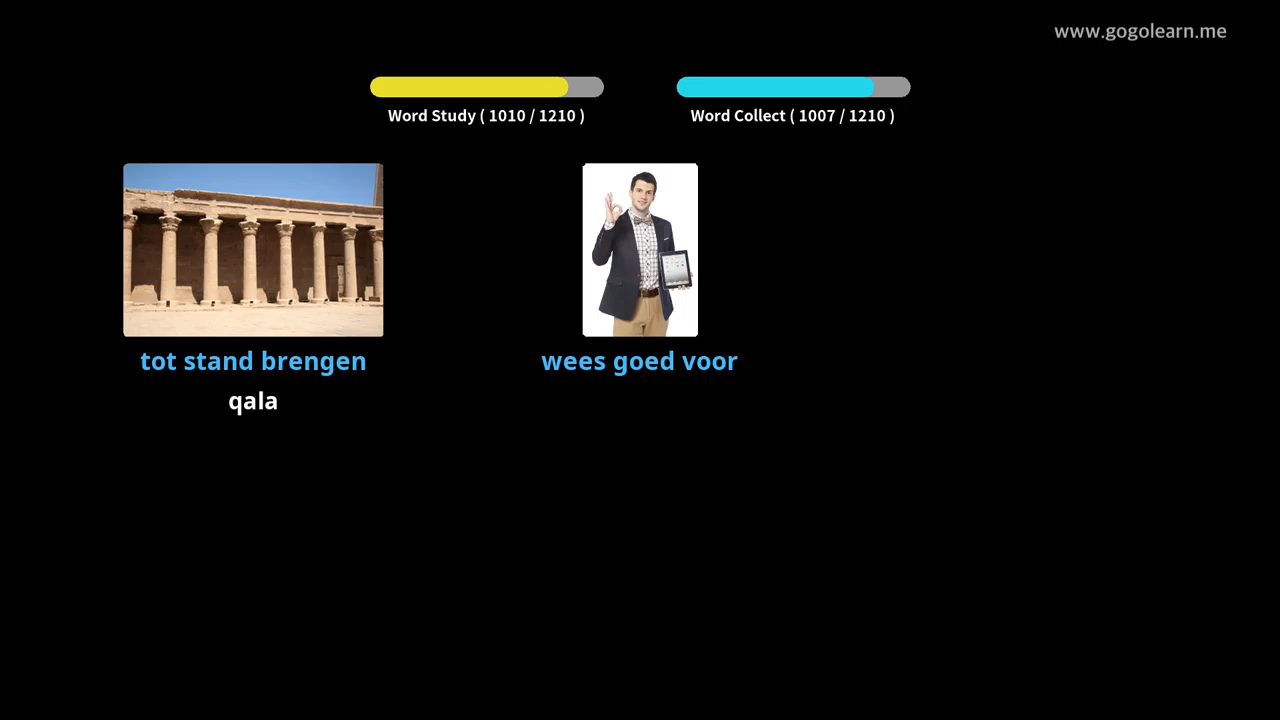 www.gogolearn.me
Word Study ( 1010 / 1210 )
Word Collect ( 1007 / 1210 )
tot stand brengen
qala
wees goed voor